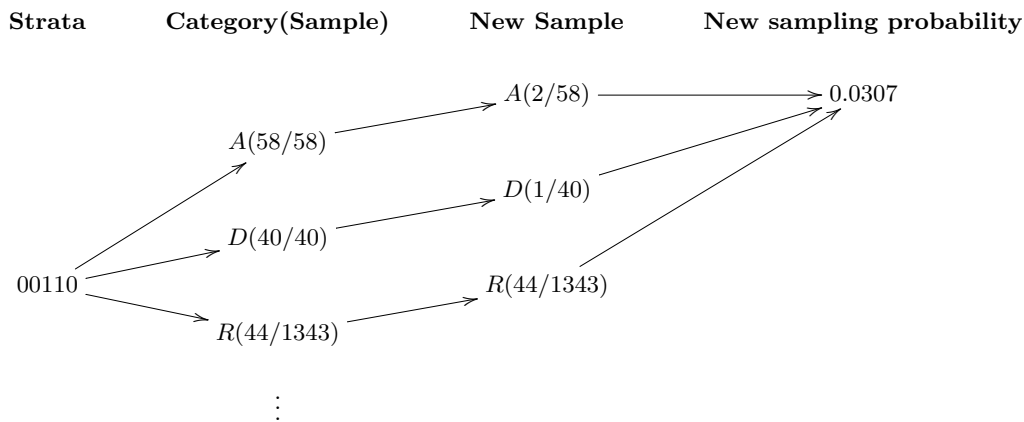 Strata Category(Sample) New Sample New sampling probability
A(2/58) 0.0307
A(58/58)
D(1/40)
D(40/40)
00110 R(44/1343)
R(44/1343)
⋮